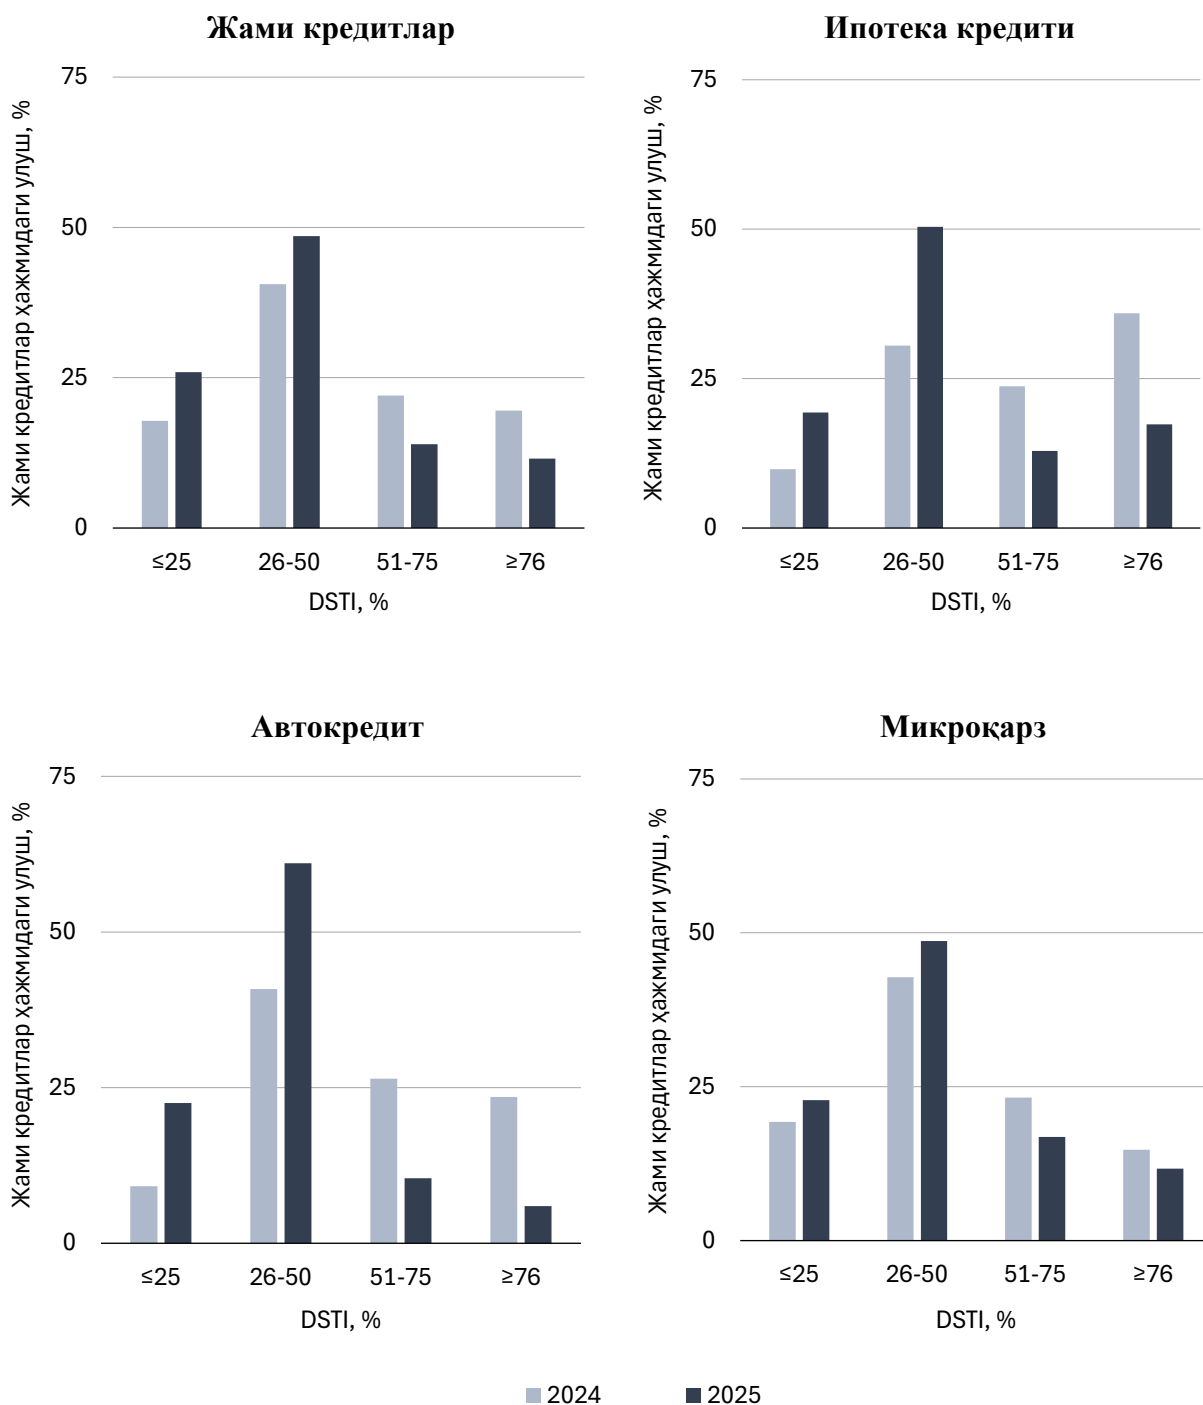 Жами кредитлар
Жами кредитлар ҳажмидаги улуш, %
75
50
25
0
≤25 26-50 51-75 ≥76
DSTI, %
Ипотека кредити
Жами кредитлар ҳажмидаги улуш, %
75
50
25
0
≤25 26-50 51-75 ≥76
DSTI, %
Автокредит
Жами кредитлар ҳажмидаги улуш, %
75
50
25
0
≤25 26-50 51-75 ≥76
DSTI, %
Микроқарз
Жами кредитлар ҳажмидаги улуш, %
75
50
25
0
≤25 26-50 51-75 ≥76
DSTI, %
2024 2025